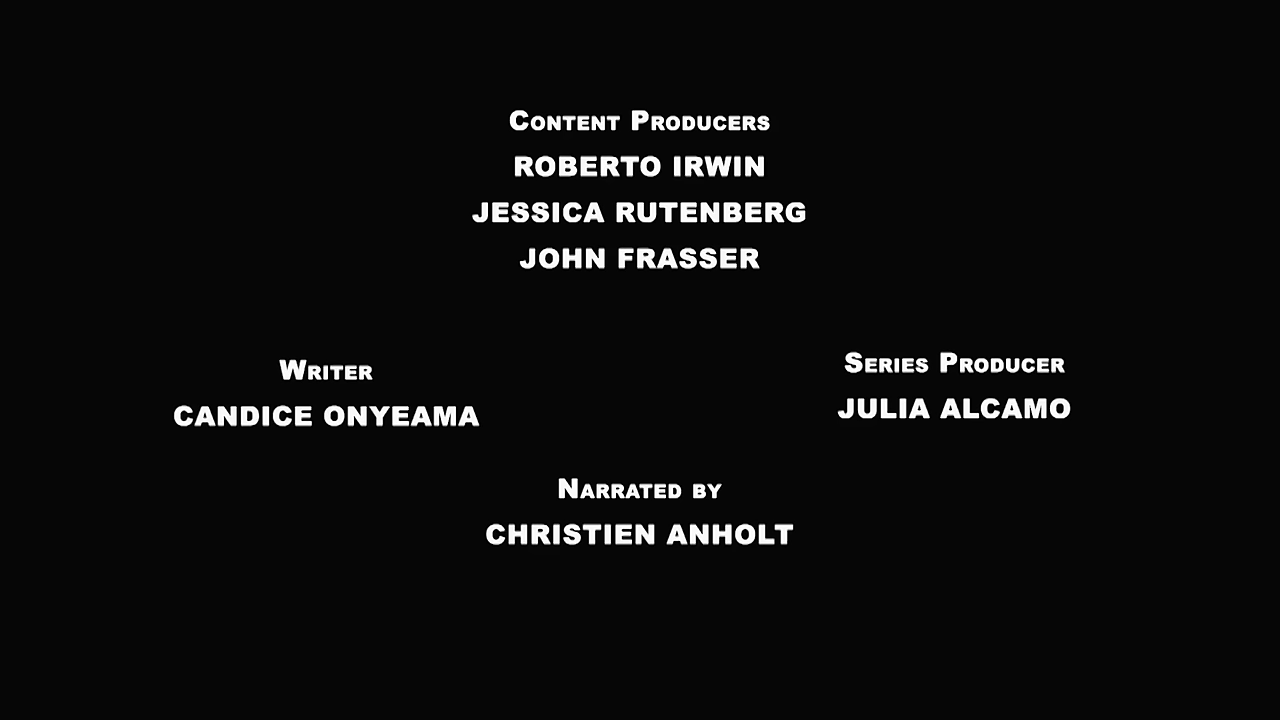 Content Producers
ROBERTO IRWIN
JESSICA RUTENBERG
JOHN FRASSER
Writer
CANDICE ONYEAMA
Series Producer
JULIA ALCAMO
Narrated by
CHRISTIEN ANHOLT